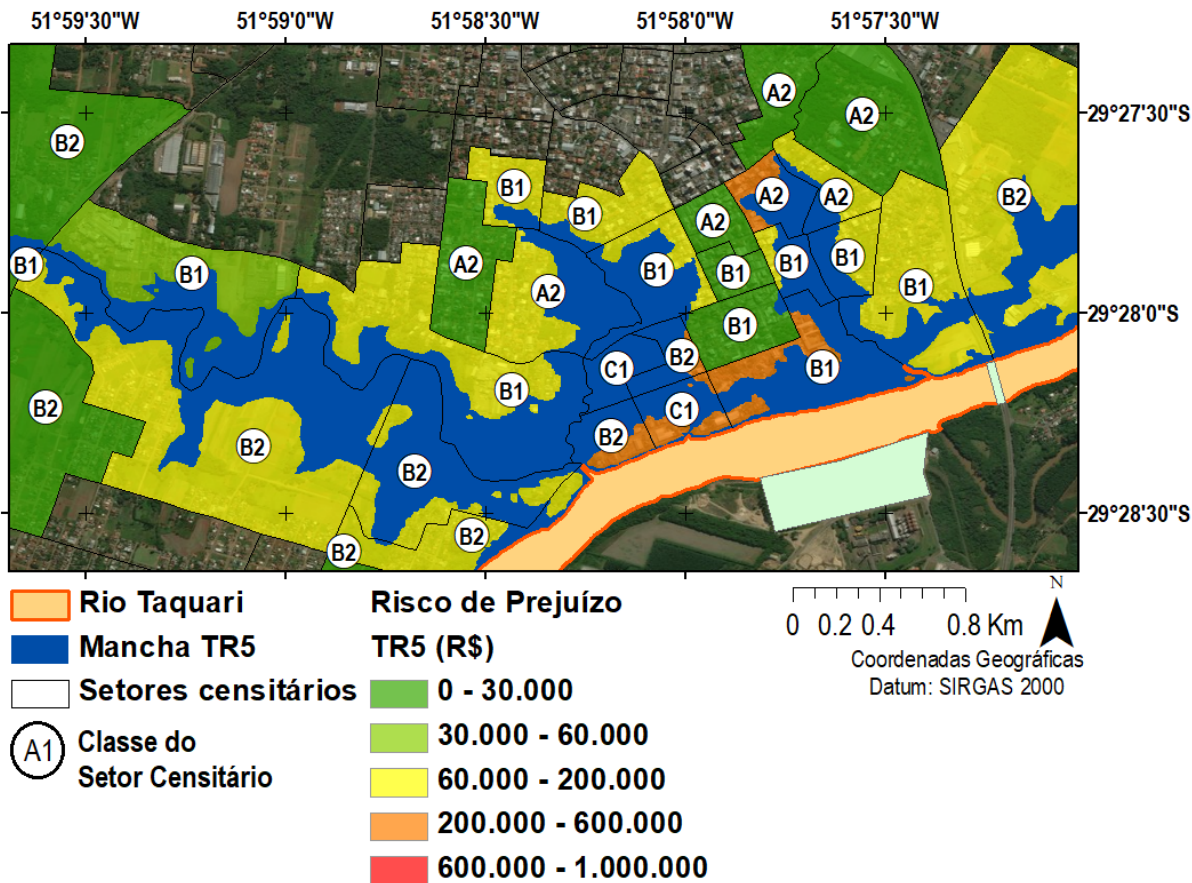 51°59'30"W 51°59'0"W 51°58'30"W 51°58'0"W 51°57'30"W
A2
29°27'30"S
A2
B2
B1
A2 A2 B2
B1
A2
B1 B1 A2 B1 B1 B1 B1
A2 B1
29°28'0"S
B1
B2
C1 B1
B1
B2 C1
B2 B2
B2
29°28'30"S
B2
B2
Rio Taquari
Mancha TR5
Setores censitários
A1 Classe do
Setor Censitário
Risco de Prejuízo
TR5 (R$)
0 - 30.000
30.000 - 60.000
60.000 - 200.000
200.000 - 600.000
600.000 - 1.000.000
0 0.2 0.4 0.8 Km
N
Coordenadas Geográficas
Datum: SIRGAS 2000